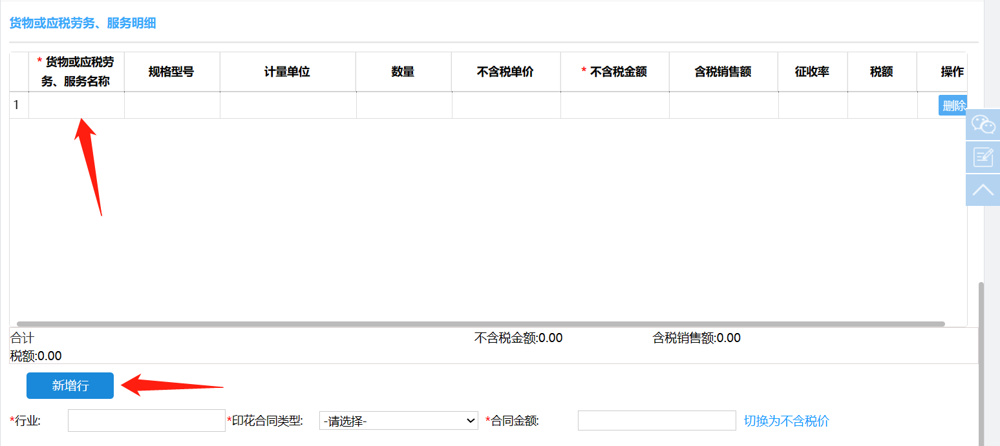 货物或应税劳务、服务明细
* 货物或应税劳务、服务名称 规格型号 计量单位 数量 不含税单价 * 不含税金额 含税销售额 征收率 税额 操作
1 删除
合计 不含税金额:0.00 含税销售额:0.00
税额:0.00
新增行
*行业: *印花合同类型: -请选择- *合同金额: 切换为不含税价